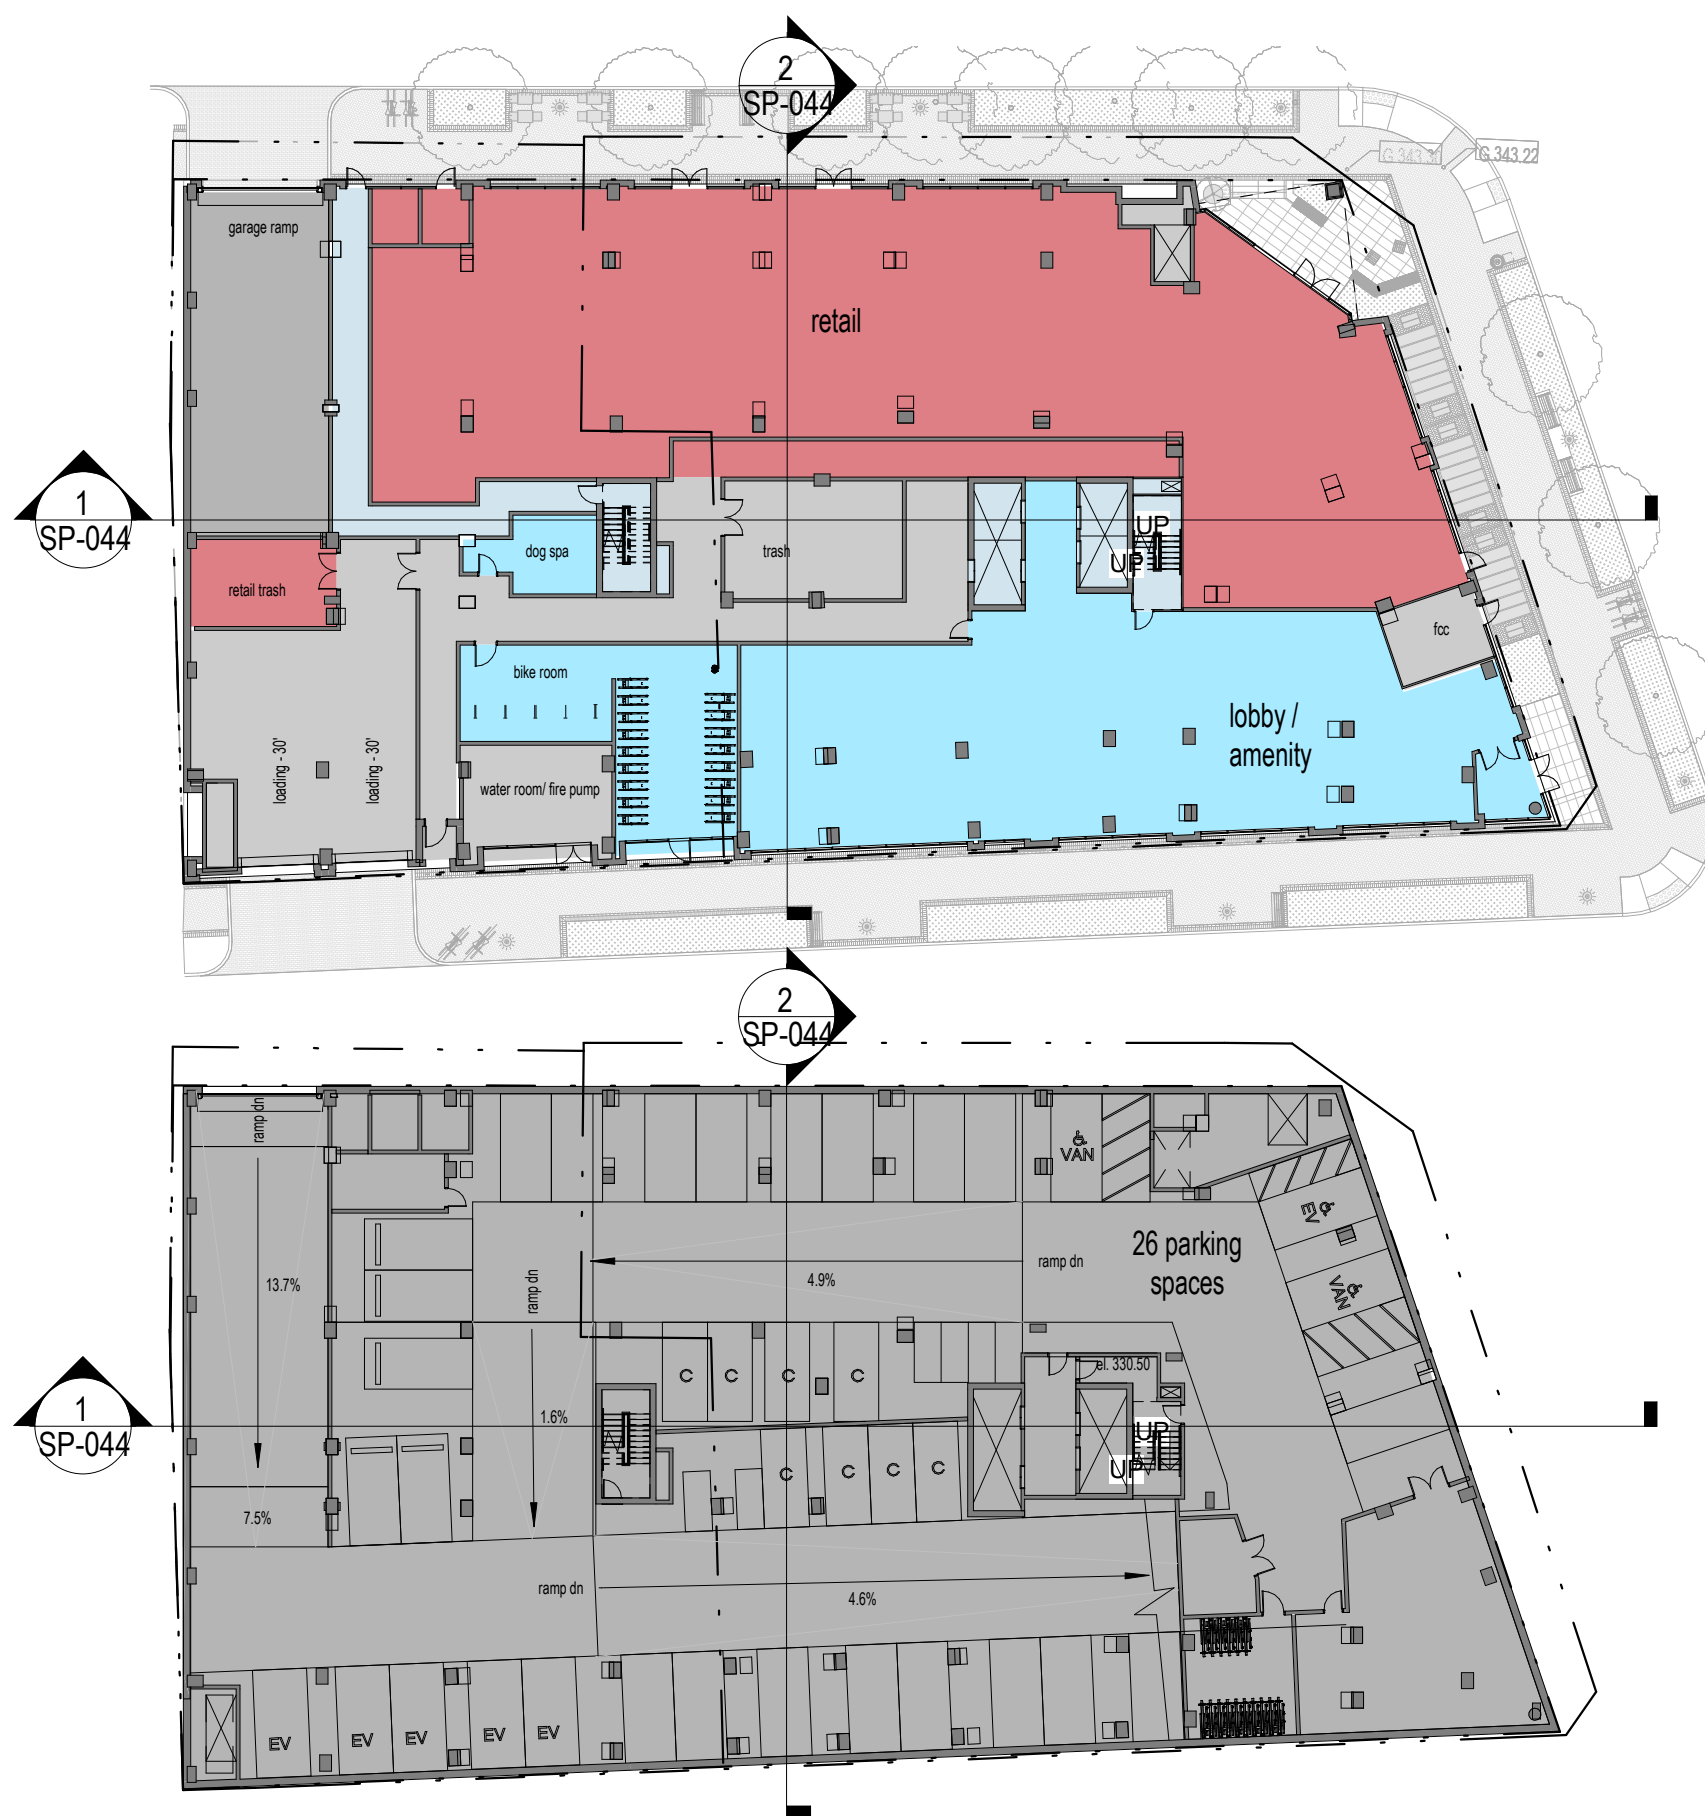 2
SP-044
G 343.22
garage ramp
retail
1
SP-044
UP
UP
dog spa
trash
retail trash
fcc
bike room
lobby /
amenity
loading - 30'
loading - 30'
water room/ fire pump
2
SP-044
ramp dn
VAN
EV
26 parking
spaces
ramp dn
13.7%
4.9%
ramp dn
VAN
el. 330.50
C
C
C
C
1
SP-044
1.6%
UP
UP
C
C
C
C
7.5%
ramp dn
4.6%
EV
EV
EV
EV
EV